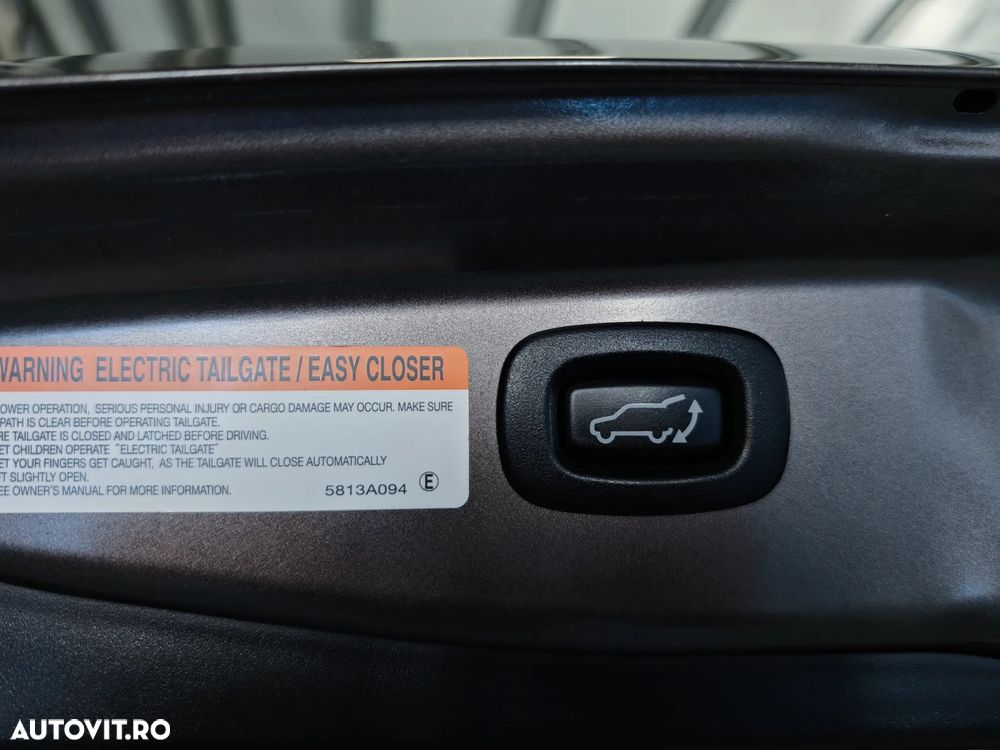 WARNING ELECTRIC TAILGATE / EASY CLOSER
OWER OPERATION, SERIOUS PERSONAL INJURY OR CARGO DAMAGE MAY OCCUR. MAKE SURE
PATH IS CLEAR BEFORE OPERATING TAILGATE.
RE TAILGATE IS CLOSED AND LATCHED BEFORE DRIVING.
ET CHILDREN OPERATE "ELECTRIC TAILGATE"
ET YOUR FINGERS GET CAUGHT, AS THE TAILGATE WILL CLOSE AUTOMATICALLY
FT SLIGHTLY OPEN.
EE OWNER'S MANUAL FOR MORE INFORMATION.
5813A094 Ⓔ
AUTOVIT.RO